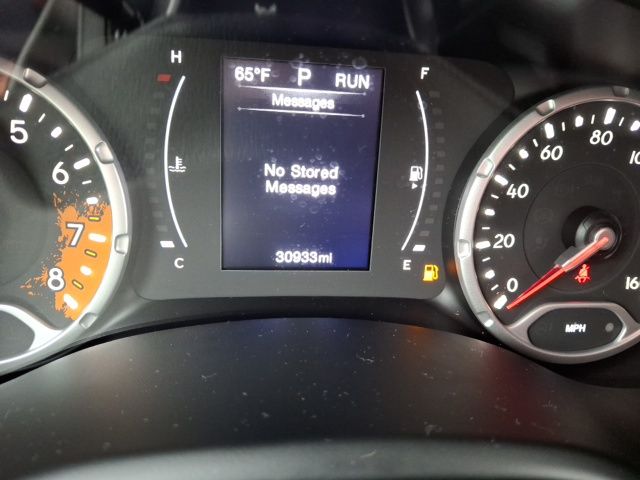 H
65°F P RUN
F
Messages
No Stored
Messages
30933mi
C
E
5
6
7
8
0
20
40
60
80
MPH